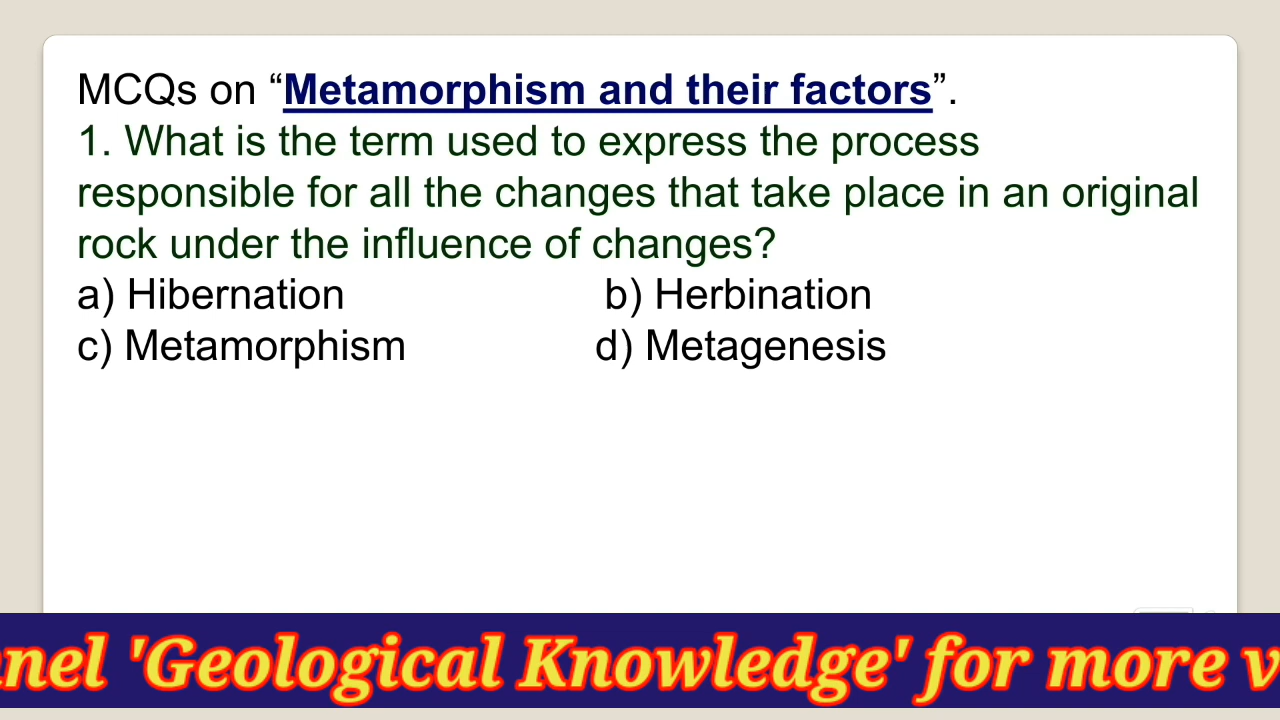 MCQs on “Metamorphism and their factors”.
1. What is the term used to express the process
responsible for all the changes that take place in an original
rock under the influence of changes?
a) Hibernation b) Herbination
c) Metamorphism d) Metagenesis
nel 'Geological Knowledge' for more v